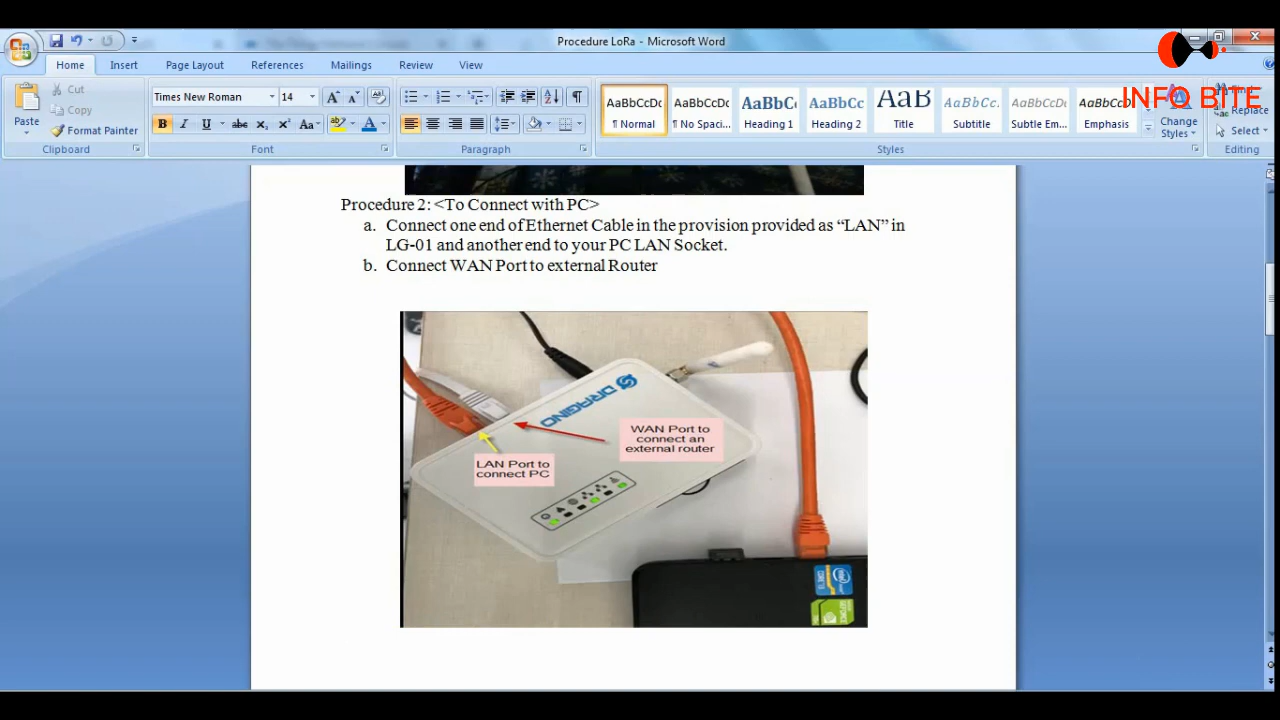 Procedure LoRa - Microsoft Word
INFO BITE
Home Insert Page Layout References Mailings Review View
Paste
Cut
Copy
Format Painter
Clipboard
Times New Roman 14
Font
Paragraph
AaBbCcDc AaBbCcDc AaBbCc AaBbCc AaB AaBbCc. AaBbCcDc AaBbCcDc
¶ Normal ¶ No Spaci... Heading 1 Heading 2 Title Subtitle Subtle Em... Emphasis
Change
Styles
Styles
Replace
Select
Editing
Procedure 2: <To Connect with PC>
a. Connect one end of Ethernet Cable in the provision provided as “LAN” in
LG-01 and another end to your PC LAN Socket.
b. Connect WAN Port to external Router
DRAGINO
WAN Port to
connect an
external router
LAN Port to
connect PC